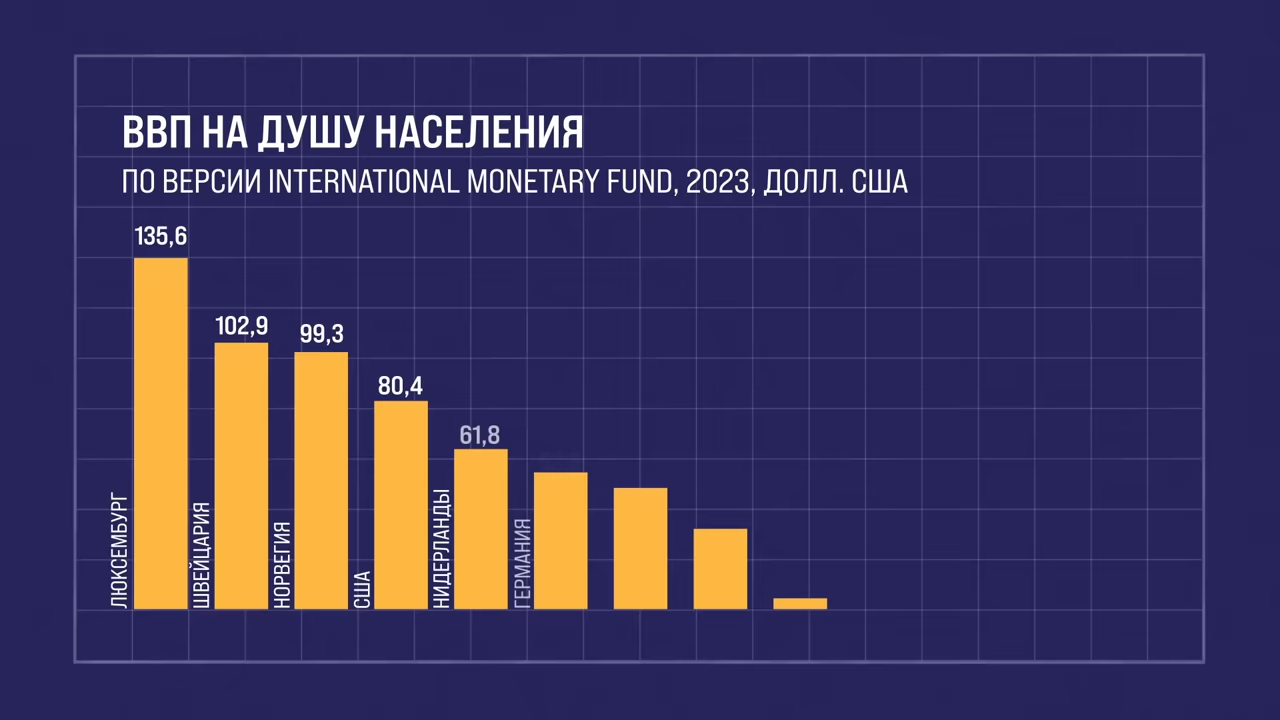 ВВП НА ДУШУ НАСЕЛЕНИЯ
ПО ВЕРСИИ INTERNATIONAL MONETARY FUND, 2023, ДОЛЛ. США
135,6
102,9
99,3
80,4
61,8
ЛЮКСЕМБУРГ
ШВЕЙЦАРИЯ
НОРВЕГИЯ
США
НИДЕРЛАНДЫ
ГЕРМАНИЯ